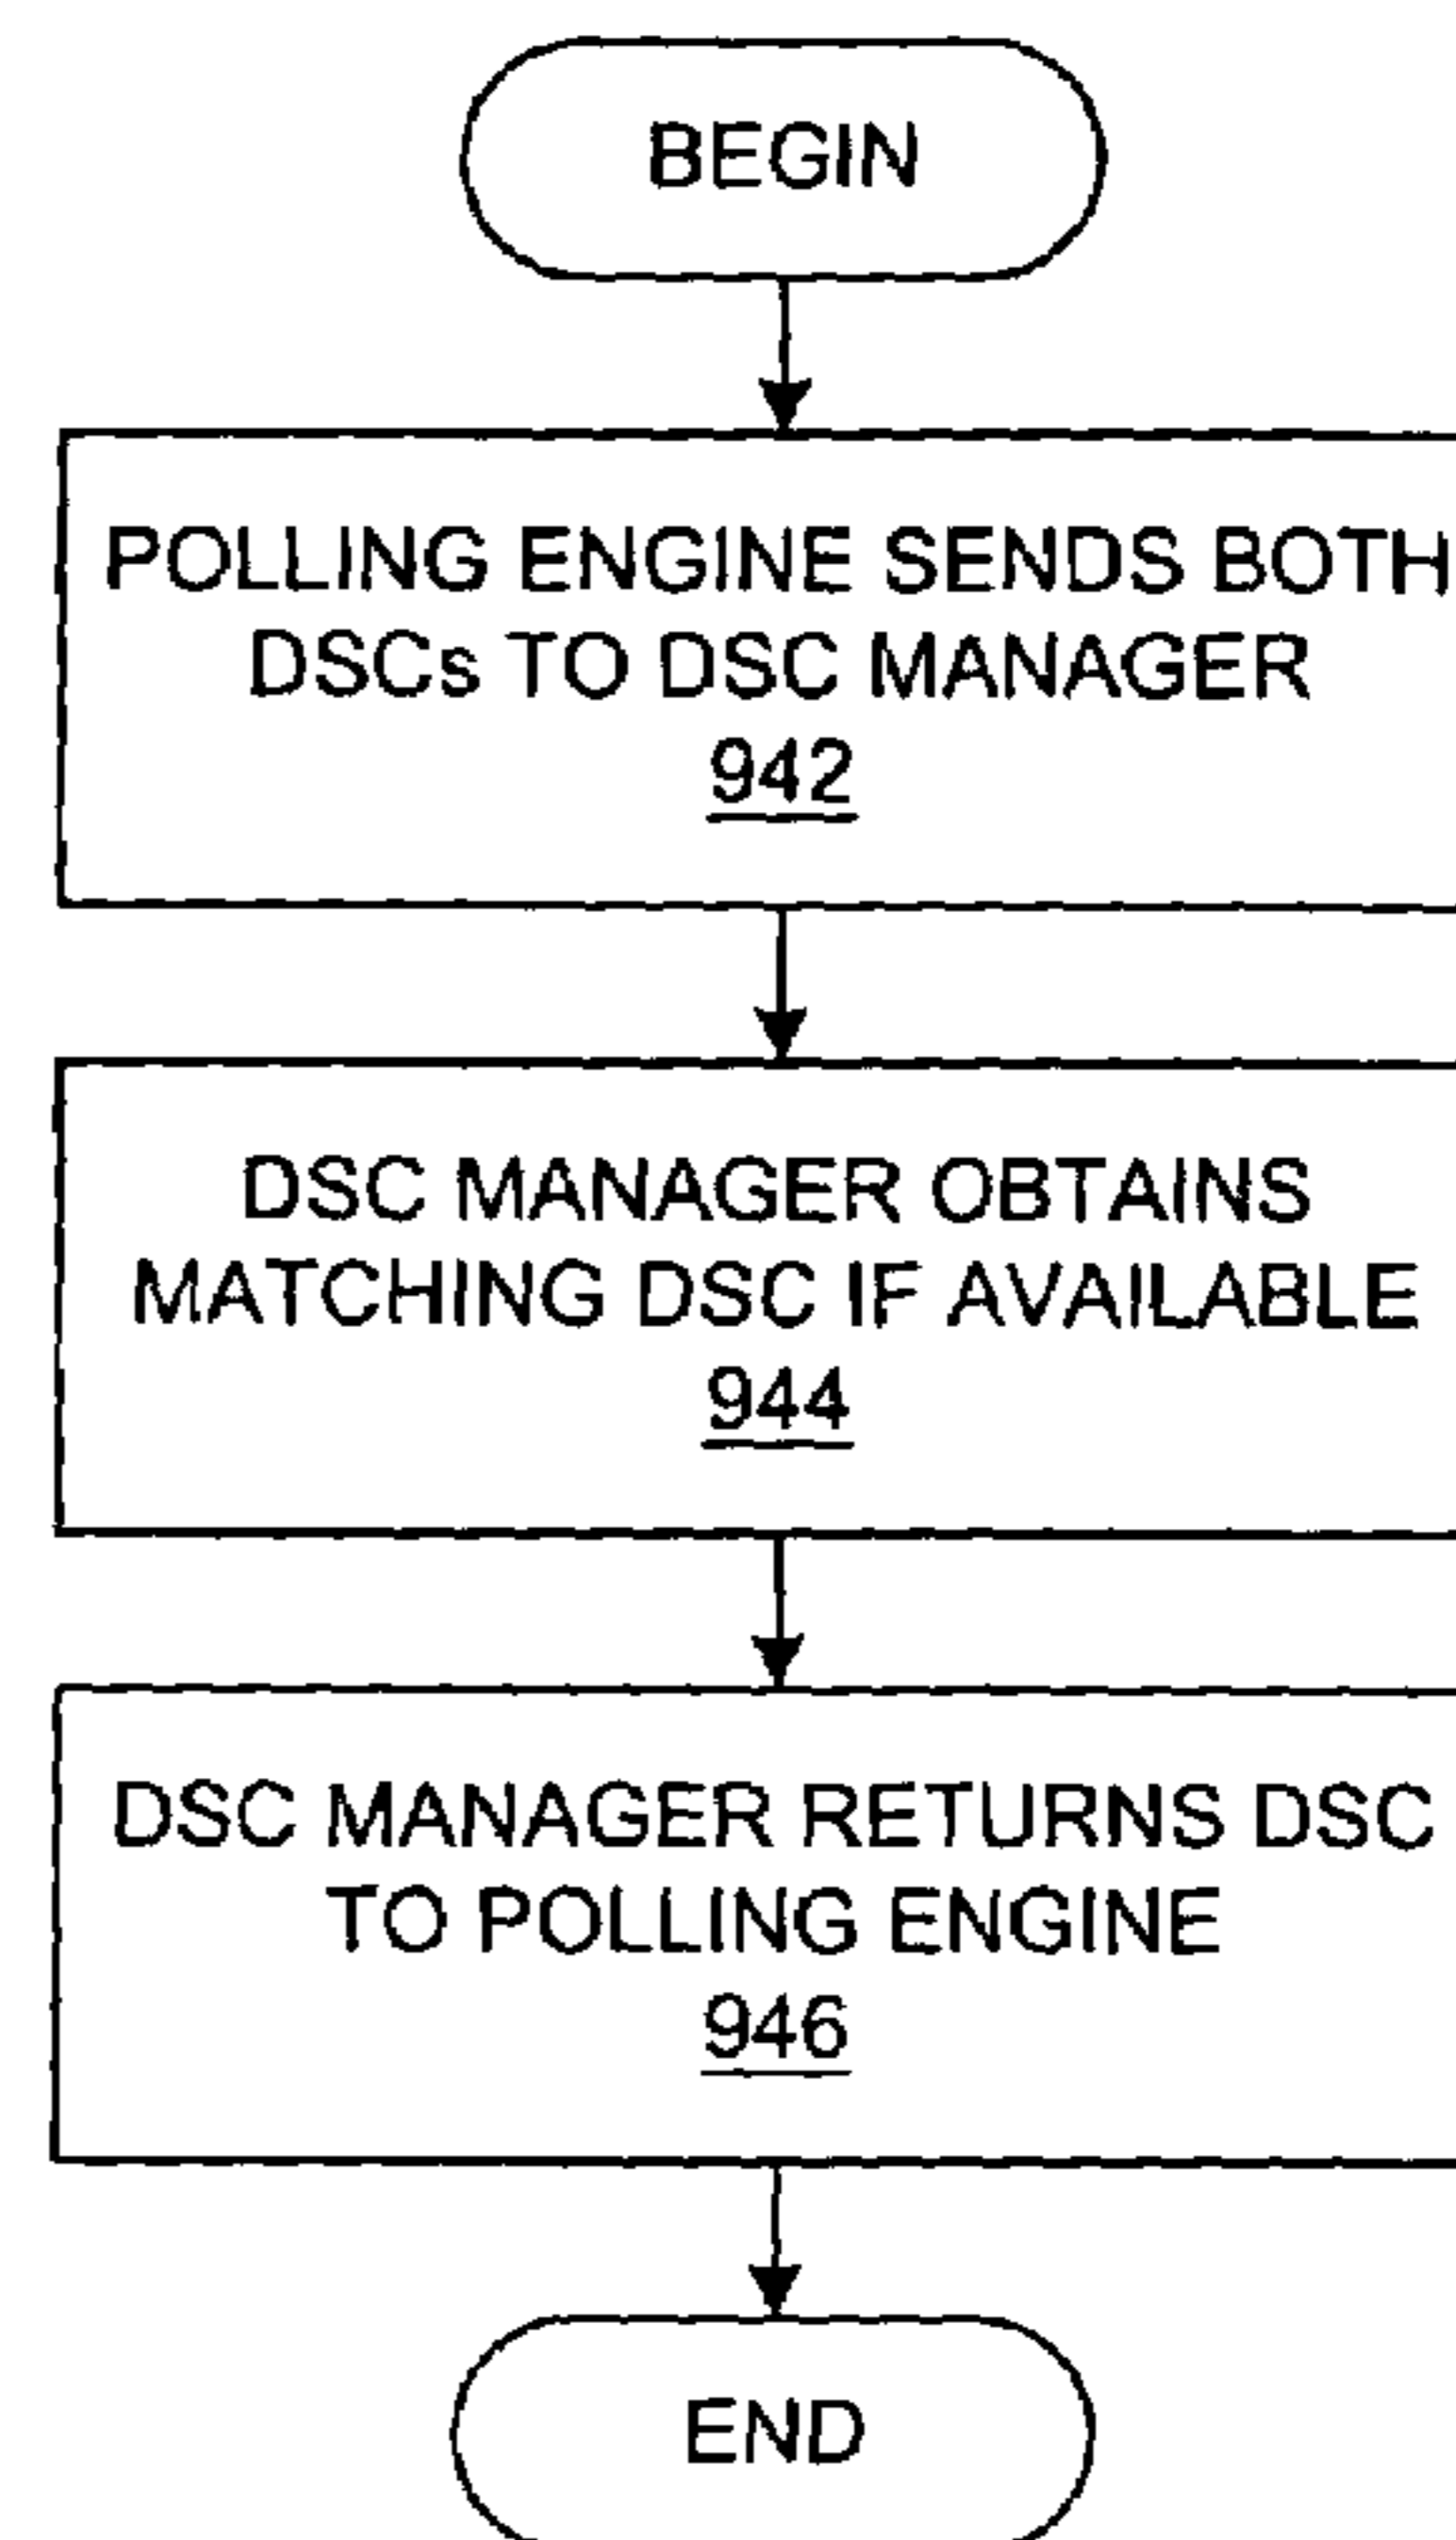 BEGIN
POLLING ENGINE SENDS BOTH
DSCs TO DSC MANAGER
942
DSC MANAGER OBTAINS
MATCHING DSC IF AVAILABLE
944
DSC MANAGER RETURNS DSC
TO POLLING ENGINE
946
END